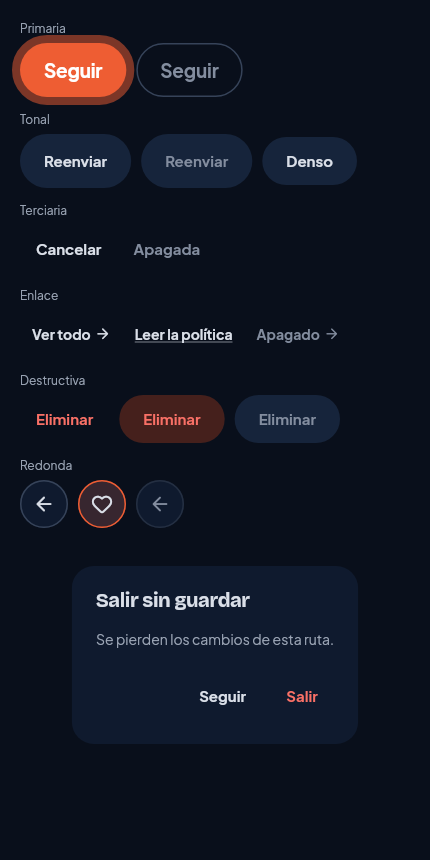 Primaria
Seguir Seguir
Tonal
Reenviar Reenviar Denso
Terciaria
Cancelar Apagada
Enlace
Ver todo → Leer la política Apagado →
Destructiva
Eliminar Eliminar Eliminar
Redonda
Salir sin guardar
Se pierden los cambios de esta ruta.
Seguir Salir